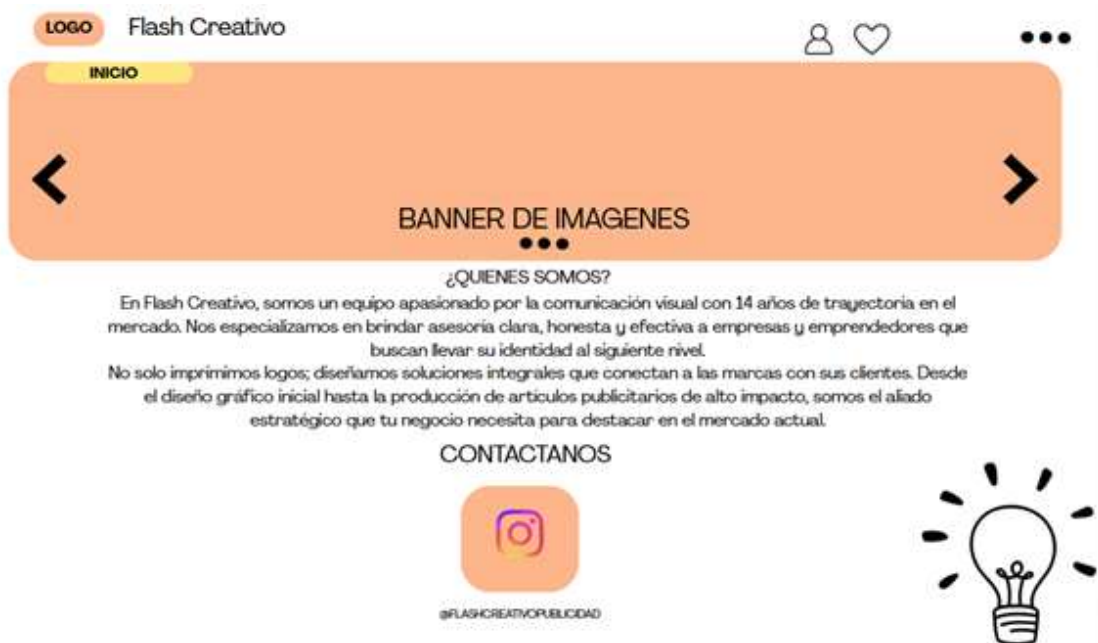 LOGO
Flash Creativo
INICIO
BANNER DE IMAGENES
¿QUIENES SOMOS?
En Flash Creativo, somos un equipo apasionado por la comunicación visual con 14 años de trayectoria en el
mercado. Nos especializamos en brindar asesoría clara, honesta y efectiva a empresas y emprendedores que
buscan llevar su identidad al siguiente nivel.
No solo imprimimos logos; diseñamos soluciones integrales que conectan a las marcas con sus clientes. Desde
el diseño gráfico inicial hasta la producción de artículos publicitarios de alto impacto, somos el aliado
estratégico que tu negocio necesita para destacar en el mercado actual.
CONTACTANOS
@FLASHCREATIVOPUBLICIDAD